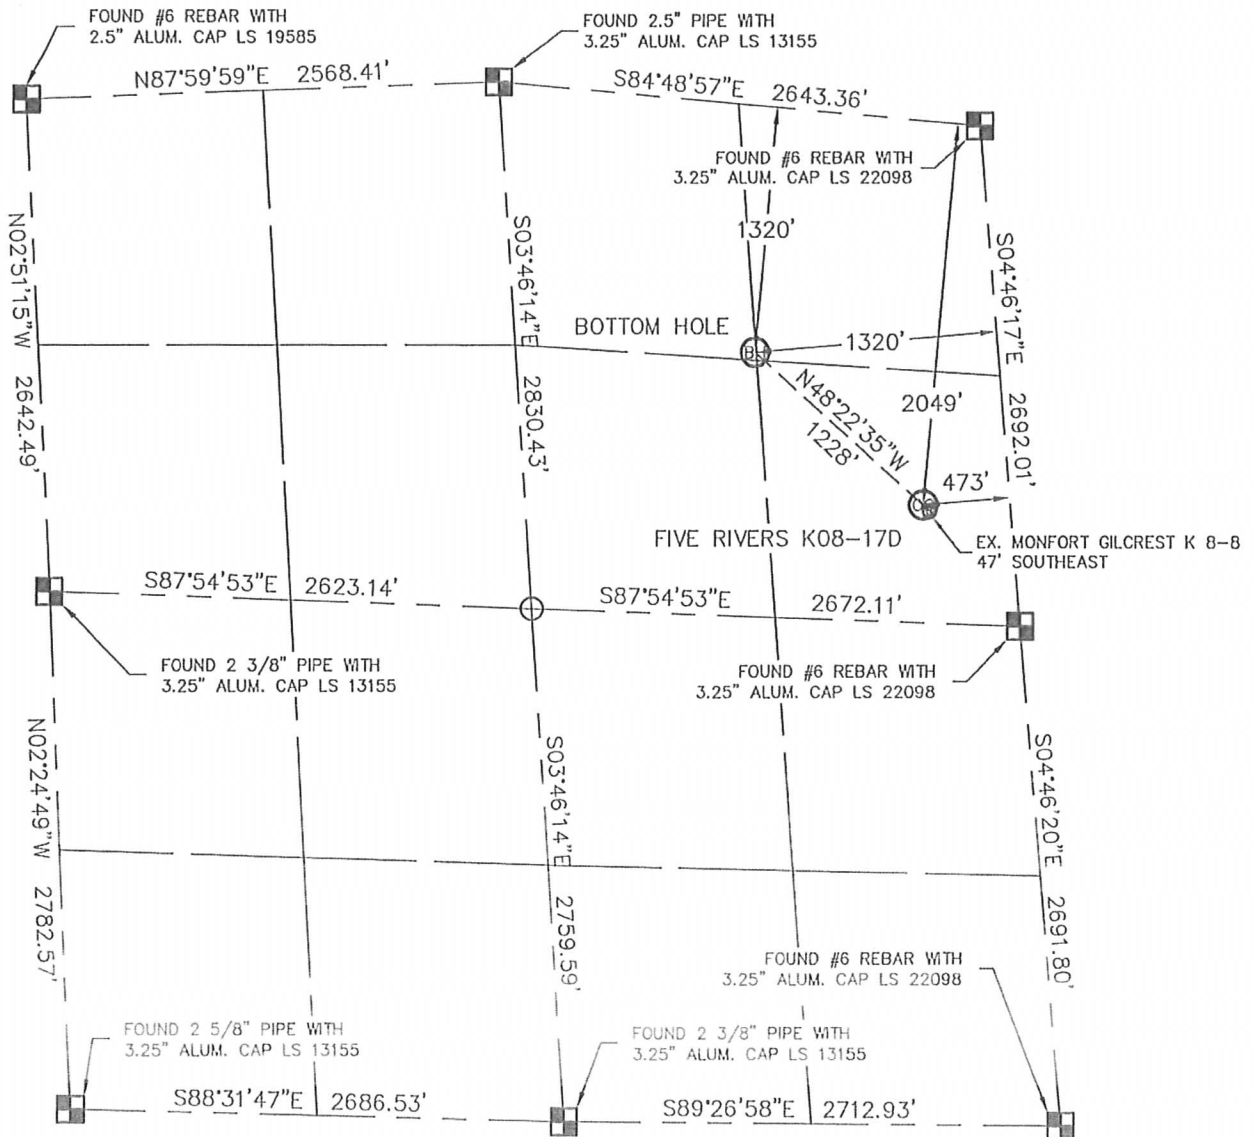 FOUND #6 REBAR WITH
2.5" ALUM. CAP LS 19585
FOUND 2.5" PIPE WITH
3.25" ALUM. CAP LS 13155
N87°59'59"E 2568.41'
S84°48'57"E 2643.36'
FOUND #6 REBAR WITH
3.25" ALUM. CAP LS 22098
N02°51'15"W 2642.49'
S03°46'14"E 2830.43'
1320'
S04°46'17"E 2692.01'
BOTTOM HOLE
1320'
N48°22'35"W
1228'
2049'
473'
FIVE RIVERS K08-17D
EX. MONFORT GILCREST K 8-8
47' SOUTHEAST
S87°54'53"E 2623.14'
S87°54'53"E 2672.11'
FOUND 2 3/8" PIPE WITH
3.25" ALUM. CAP LS 13155
FOUND #6 REBAR WITH
3.25" ALUM. CAP LS 22098
N02°24'49"W 2782.57'
S03°46'14"E 2759.59'
S04°46'20"E 2691.80'
FOUND #6 REBAR WITH
3.25" ALUM. CAP LS 22098
FOUND 2 5/8" PIPE WITH
3.25" ALUM. CAP LS 13155
FOUND 2 3/8" PIPE WITH
3.25" ALUM. CAP LS 13155
S88°31'47"E 2686.53'
S89°26'58"E 2712.93'